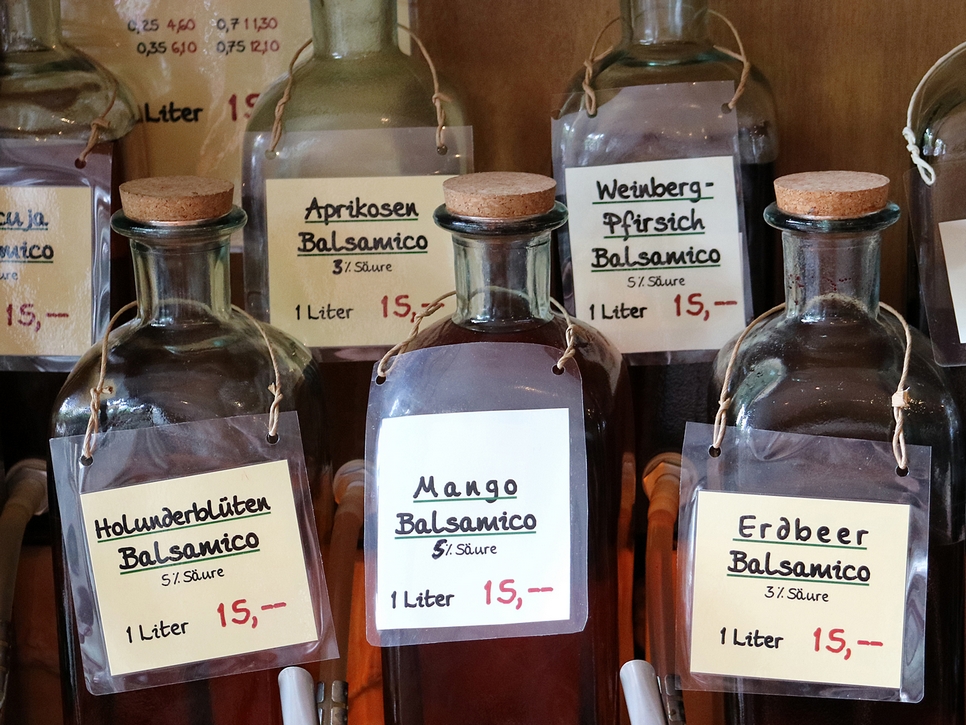 0,25 4,60 0,7 11,30
0,35 6,10 0,75 12,10
Liter
Aprikosen
Balsamico
3% Säure
1 Liter 15,--
Weinberg-
Pfirsich
Balsamico
5% Säure
1 Liter 15,--
15,--
Holunderblüten
Balsamico
5% Säure
1 Liter 15,--
Mango
Balsamico
5% Säure
1 Liter 15,--
Erdbeer
Balsamico
3% Säure
1 Liter 15,--